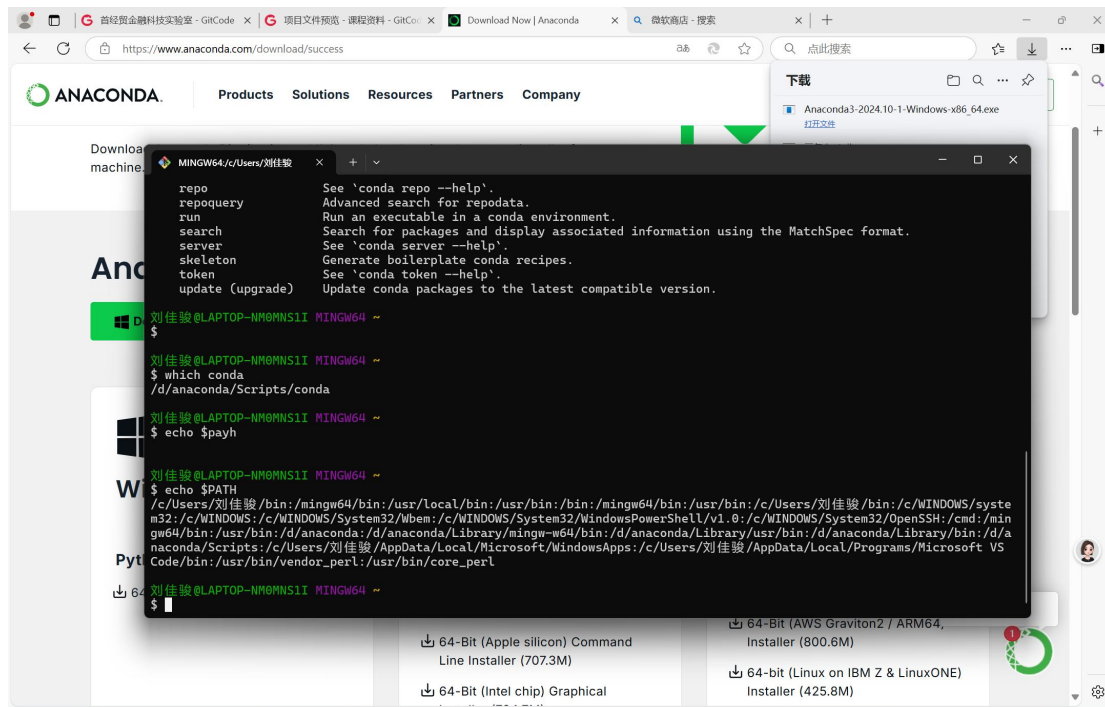 首经贸金融科技实验室 - GitCode
项目文件预览 - 课程资料 - GitCo
Download Now | Anaconda
微软商店 - 搜索
https://www.anaconda.com/download/success
点此搜索
ANACONDA.
Products Solutions Resources Partners Company
下载
Anaconda3-2024.10-1-Windows-x86_64.exe
打开文件
machine.
MINGW64:/c/Users/刘佳骏
repo See `conda repo --help`.
repoquery Advanced search for repodata.
run Run an executable in a conda environment.
search Search for packages and display associated information using the MatchSpec format.
server See `conda server --help`.
skeleton Generate boilerplate conda recipes.
token See `conda token --help`.
update (upgrade) Update conda packages to the latest compatible version.
刘佳骏@LAPTOP-NM0MNS1I MINGW64 ~
$
刘佳骏@LAPTOP-NM0MNS1I MINGW64 ~
$ which conda
/d/anaconda/Scripts/conda
刘佳骏@LAPTOP-NM0MNS1I MINGW64 ~
$ echo $payh
刘佳骏@LAPTOP-NM0MNS1I MINGW64 ~
$ echo $PATH
/c/Users/刘佳骏/bin:/mingw64/bin:/usr/local/bin:/usr/bin:/bin:/mingw64/bin:/usr/bin:/c/Users/刘佳骏/bin:/c/WINDOWS/syste
m32:/c/WINDOWS:/c/WINDOWS/System32/Wbem:/c/WINDOWS/System32/WindowsPowerShell/v1.0:/c/WINDOWS/System32/OpenSSH:/cmd:/min
gw64/bin:/usr/bin:/d/anaconda:/d/anaconda/Library/mingw-w64/bin:/d/anaconda/Library/usr/bin:/d/anaconda/Library/bin:/d/a
naconda/Scripts:/c/Users/刘佳骏/AppData/Local/Microsoft/WindowsApps:/c/Users/刘佳骏/AppData/Local/Programs/Microsoft VS
Code/bin:/usr/bin/vendor_perl:/usr/bin/core_perl
刘佳骏@LAPTOP-NM0MNS1I MINGW64 ~
$
64-Bit (Apple silicon) Command
Line Installer (707.3M)
64-Bit (Intel chip) Graphical
64-Bit (AWS Graviton2 / ARM64,
Installer (800.6M)
64-bit (Linux on IBM Z & LinuxONE)
Installer (425.8M)
1